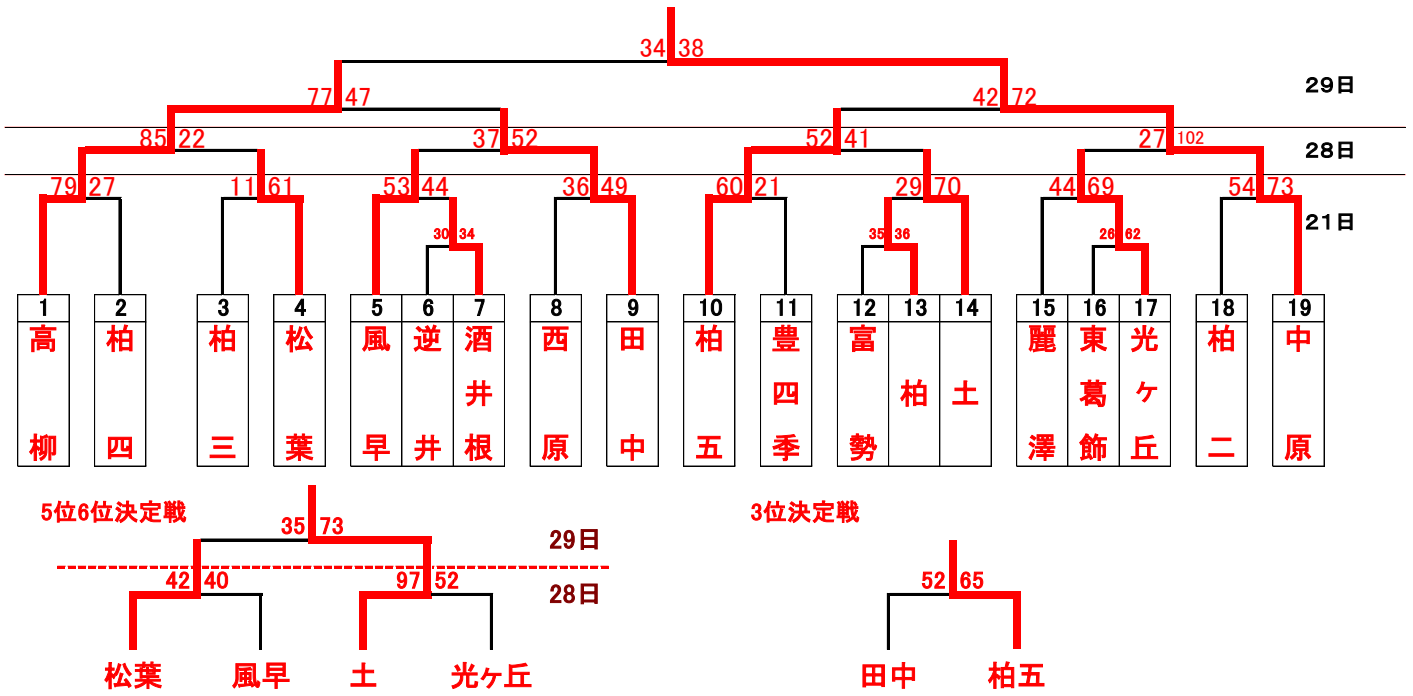 34 38
29日
77 47 42 72
85 22 37 52 52 41 27 102
28日
79 27 11 61 53 44 36 49 60 21 29 70 44 69 54 73
21日
30 34 35 36 26 62
1 2 3 4 5 6 7 8 9 10 11 12 13 14 15 16 17 18 19
高柳
柏四
柏三
松葉
風早
逆井
酒井根
西原
田中
柏五
豊四季
富勢
柏
土
麗澤
東葛飾
光ケ丘
柏二
中原
5位6位決定戦
35 73
29日
42 40 97 52
28日
松葉 風早 土 光ヶ丘
3位決定戦
52 65
田中 柏五